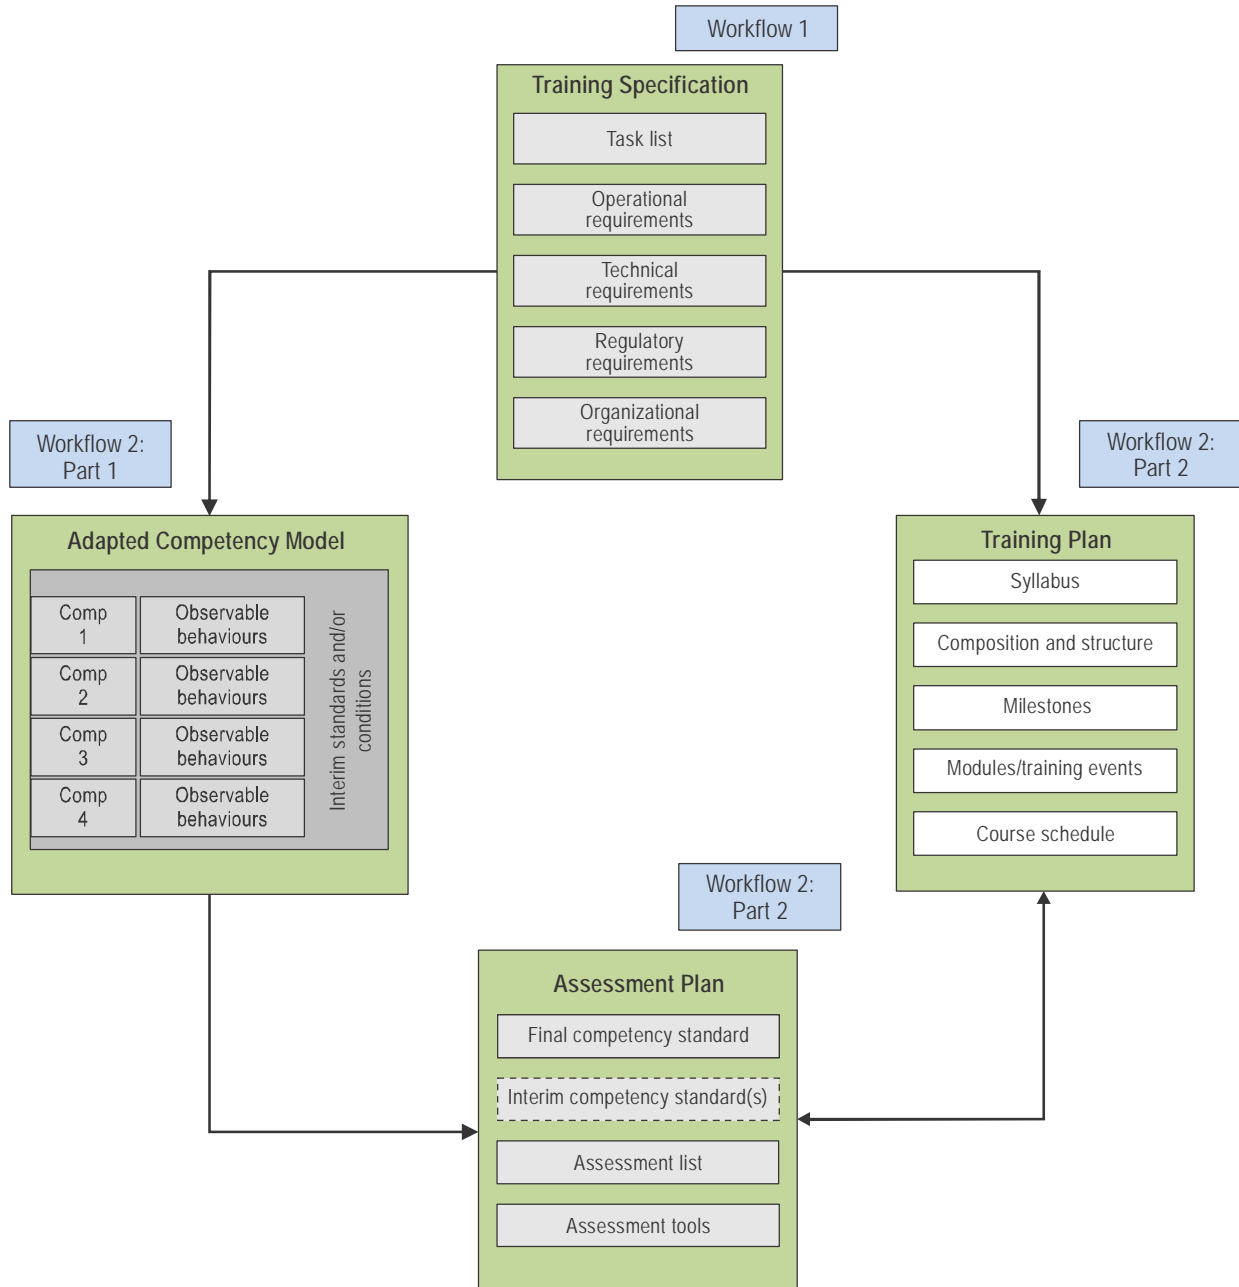 Workflow 1
Training Specification
Task list
Operational
requirements
Technical
requirements
Regulatory
requirements
Organizational
requirements
Workflow 2:
Part 1
Workflow 2:
Part 2
Adapted Competency Model
Comp
1
Observable
behaviours
Comp
2
Observable
behaviours
Comp
3
Observable
behaviours
Comp
4
Observable
behaviours
Interim standards and/or
conditions
Training Plan
Syllabus
Composition and structure
Milestones
Modules/training events
Course schedule
Workflow 2:
Part 2
Assessment Plan
Final competency standard
Interim competency standard(s)
Assessment list
Assessment tools